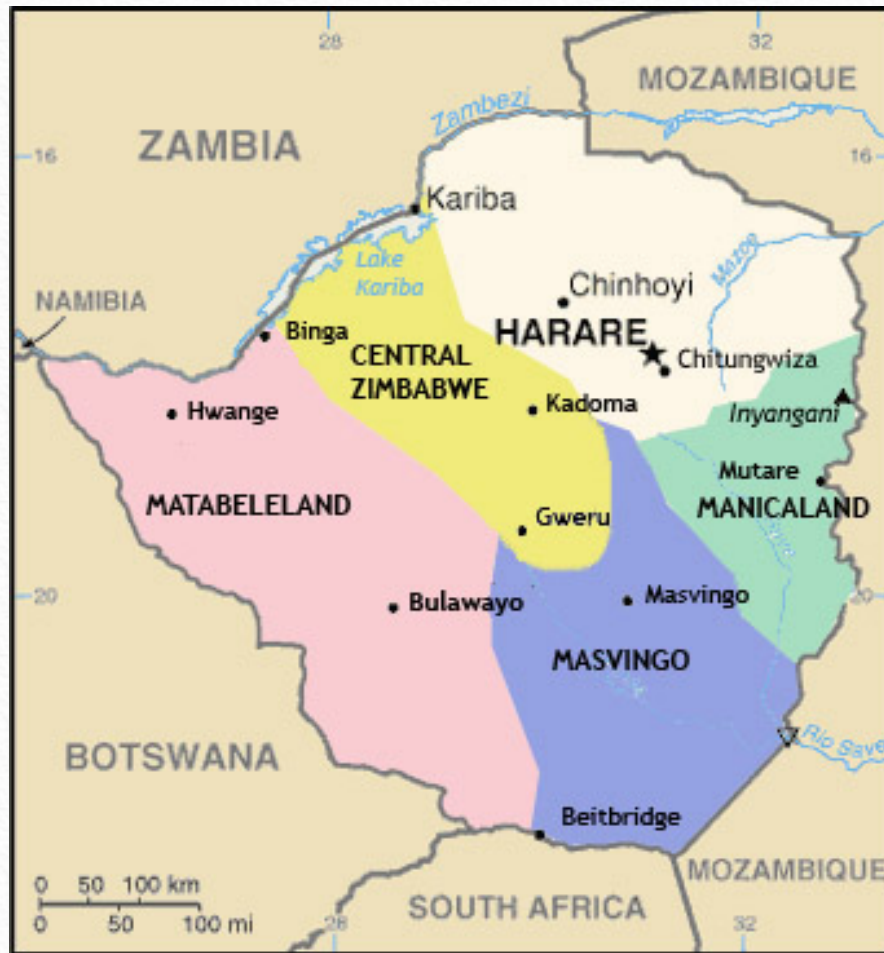 28
32
MOZAMBIQUE
Zambezi
ZAMBIA
16
16
Kariba
Lake
Kariba
Mazoe
Chinhoyi
NAMIBIA
HARARE
Binga
CENTRAL
ZIMBABWE
Chitungwiza
Hwange
Kadoma
Inyangani
Mutare
MATABELELAND
MANICALAND
Gweru
20
20
Bulawayo
Masvingo
MASVINGO
Rio Save
BOTSWANA
Beitbridge
MOZAMBIQUE
0 50 100 km
0 50 100 mi
SOUTH AFRICA
28
32